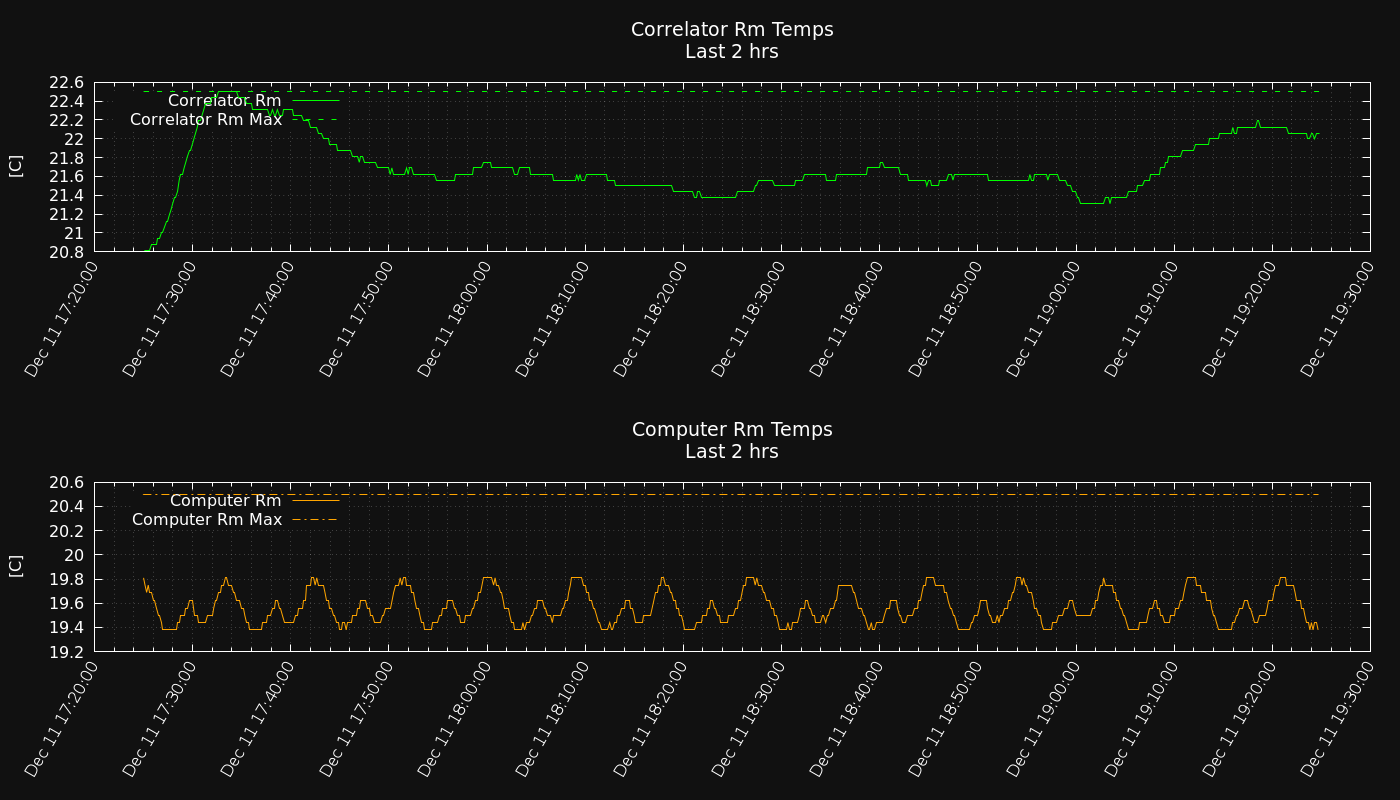 Correlator Rm Temps
Last 2 hrs
22.6
22.4
22.2
22
21.8
21.6
21.4
21.2
21
20.8
[C]
Correlator Rm
Correlator Rm Max
Dec 11 17:20:00
Dec 11 17:30:00
Dec 11 17:40:00
Dec 11 17:50:00
Dec 11 18:00:00
Dec 11 18:10:00
Dec 11 18:20:00
Dec 11 18:30:00
Dec 11 18:40:00
Dec 11 18:50:00
Dec 11 19:00:00
Dec 11 19:10:00
Dec 11 19:20:00
Dec 11 19:30:00
Computer Rm Temps
Last 2 hrs
20.6
20.4
20.2
20
19.8
19.6
19.4
19.2
[C]
Computer Rm
Computer Rm Max
Dec 11 17:20:00
Dec 11 17:30:00
Dec 11 17:40:00
Dec 11 17:50:00
Dec 11 18:00:00
Dec 11 18:10:00
Dec 11 18:20:00
Dec 11 18:30:00
Dec 11 18:40:00
Dec 11 18:50:00
Dec 11 19:00:00
Dec 11 19:10:00
Dec 11 19:20:00
Dec 11 19:30:00